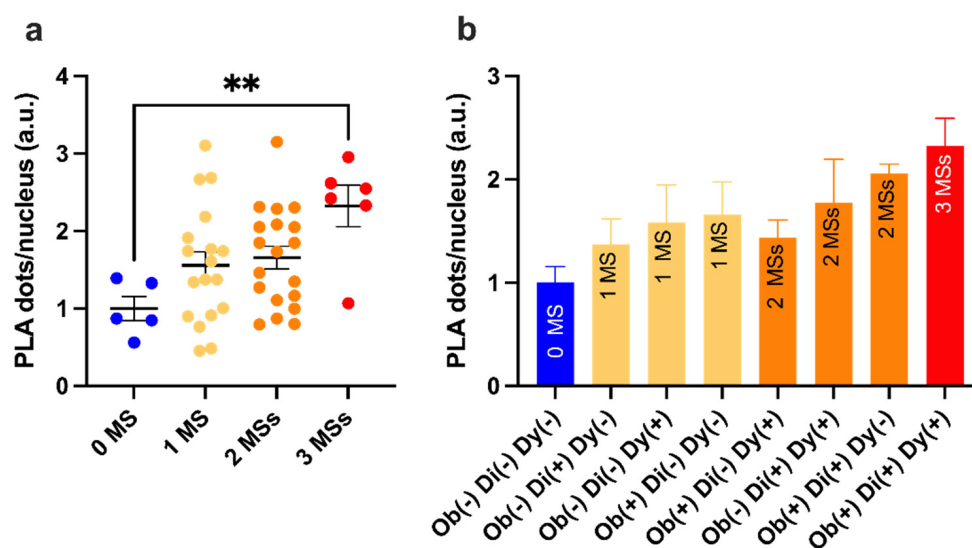 a
PLA dots/nucleus (a.u.)
4
3
2
1
0
**
0 MS
1 MS
2 MSs
3 MSs
b
PLA dots/nucleus (a.u.)
3
2
1
0
0 MS
1 MS
1 MS
1 MS
2 MSs
2 MSs
2 MSs
3 MSs
Ob(-) Di(-) Dy(-)
Ob(-) Di(+) Dy(-)
Ob(-) Di(-) Dy(+)
Ob(+) Di(-) Dy(-)
Ob(+) Di(-) Dy(+)
Ob(-) Di(+) Dy(+)
Ob(+) Di(+) Dy(-)
Ob(+) Di(+) Dy(+)